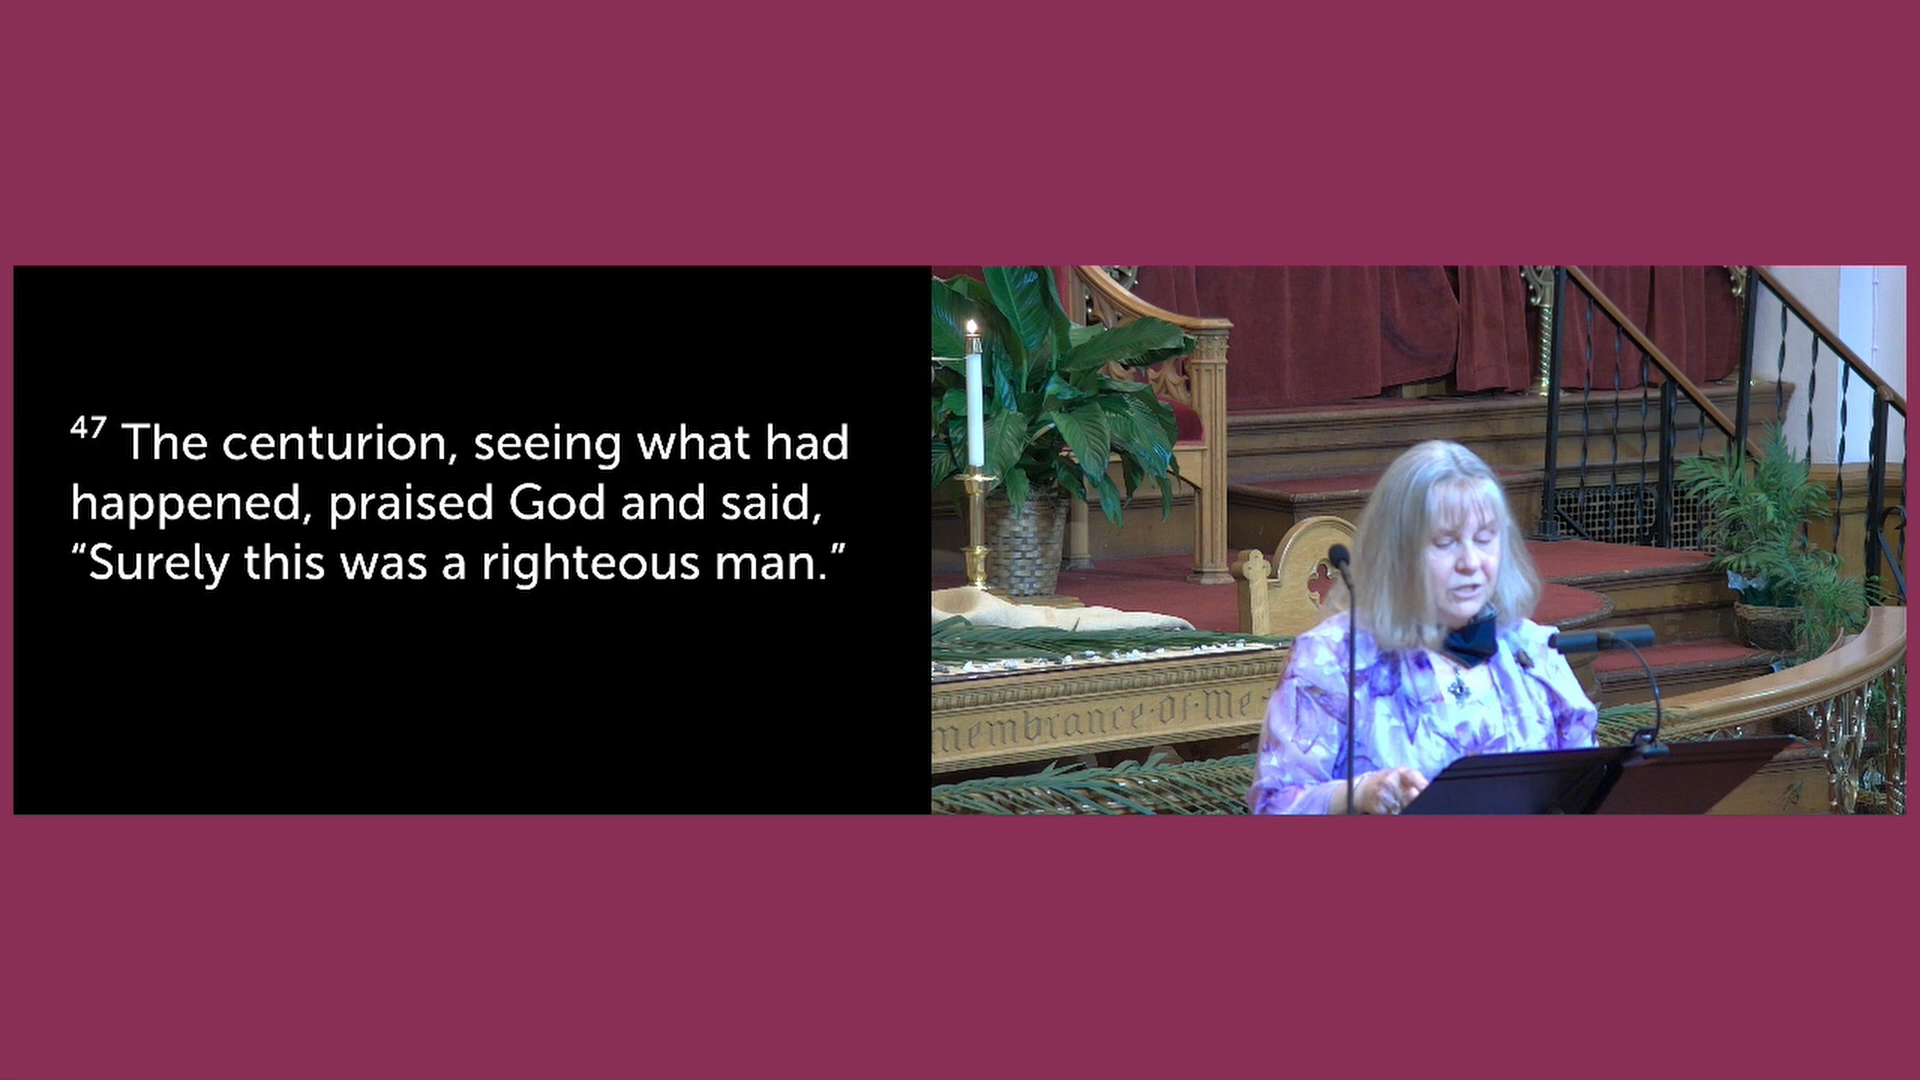 47 The centurion, seeing what had
happened, praised God and said,
“Surely this was a righteous man.”
membrance·of·Me